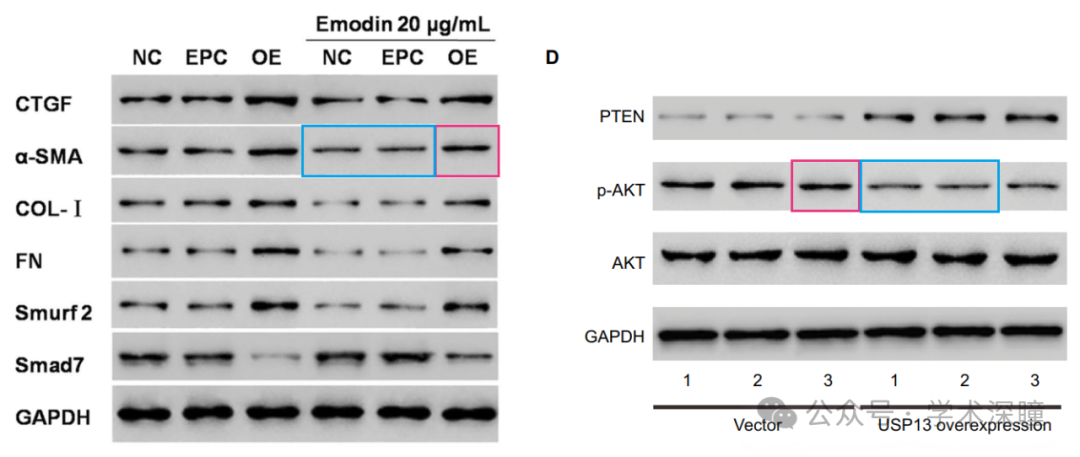 Emodin 20 μg/mL
NC EPC OE NC EPC OE
CTGF
α-SMA
COL-Ⅰ
FN
Smurf 2
Smad7
GAPDH
D
PTEN
p-AKT
AKT
GAPDH
1 2 3 1 2 3
Vector USP13 overexpression
公众号 · 学术深瞳